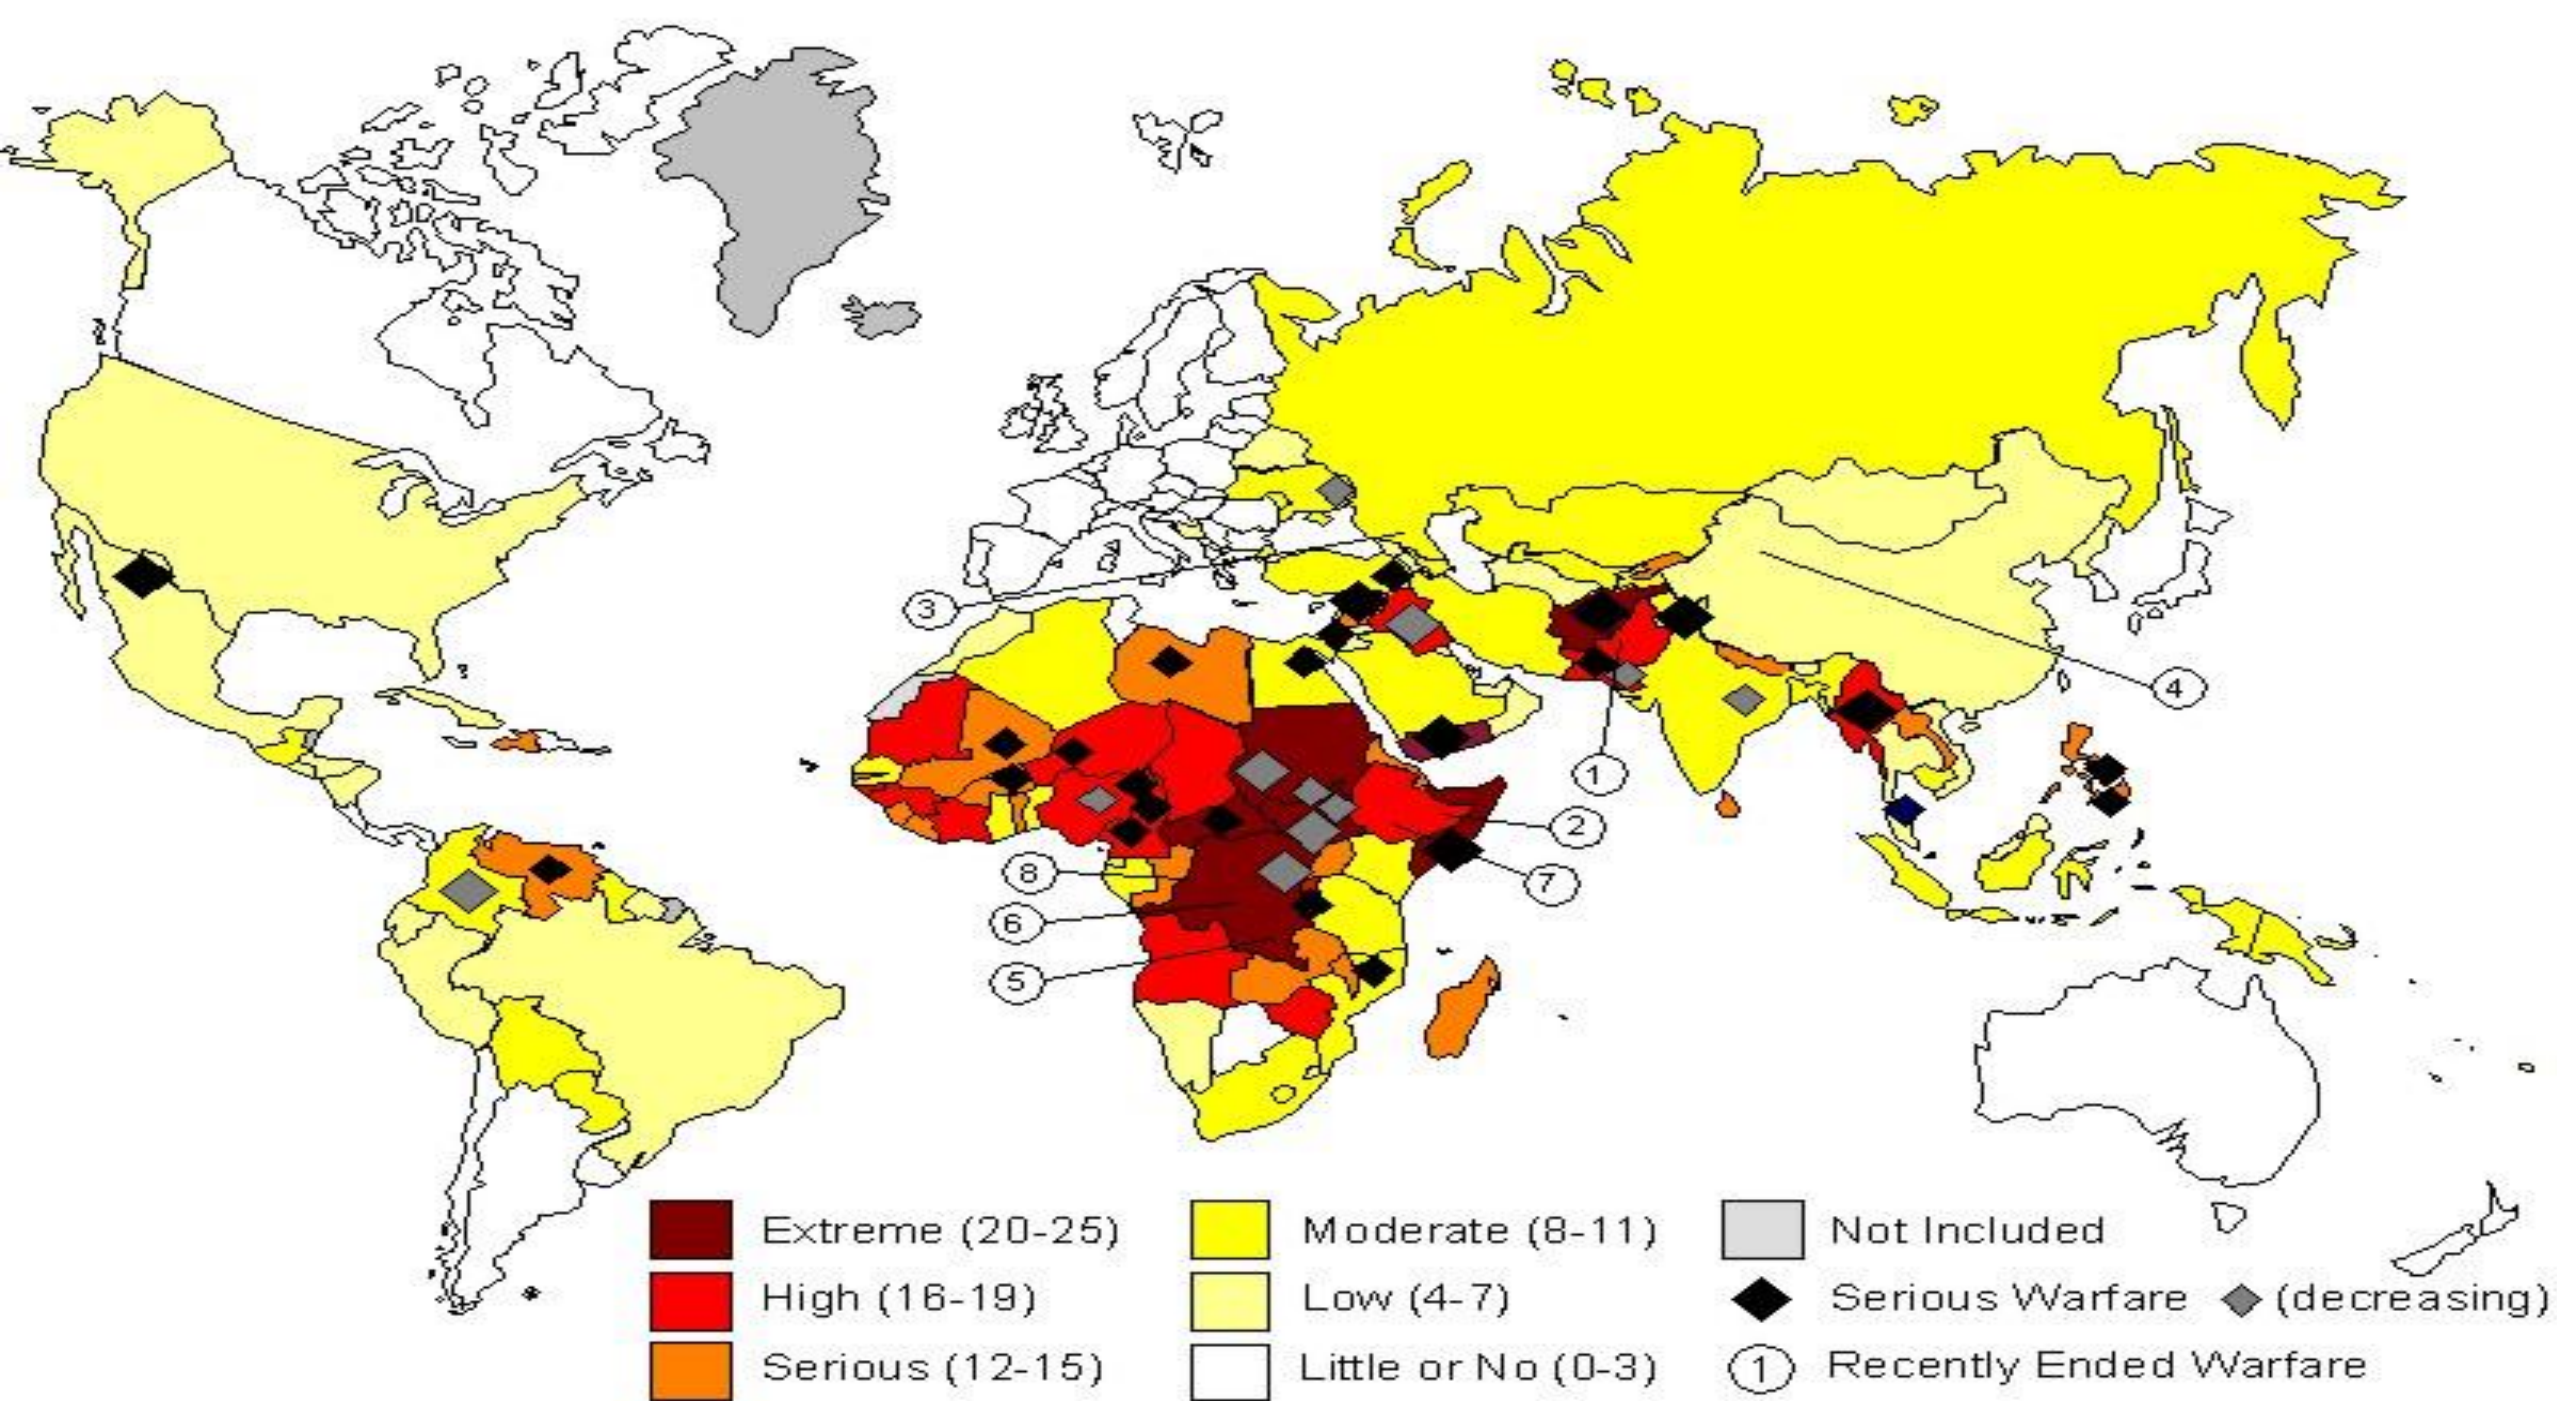 3
4
1
2
8
7
6
5
Extreme (20-25)
Moderate (8-11)
Not Included
High (16-19)
Low (4-7)
Serious Warfare
(decreasing)
Serious (12-15)
Little or No (0-3)
1
Recently Ended Warfare